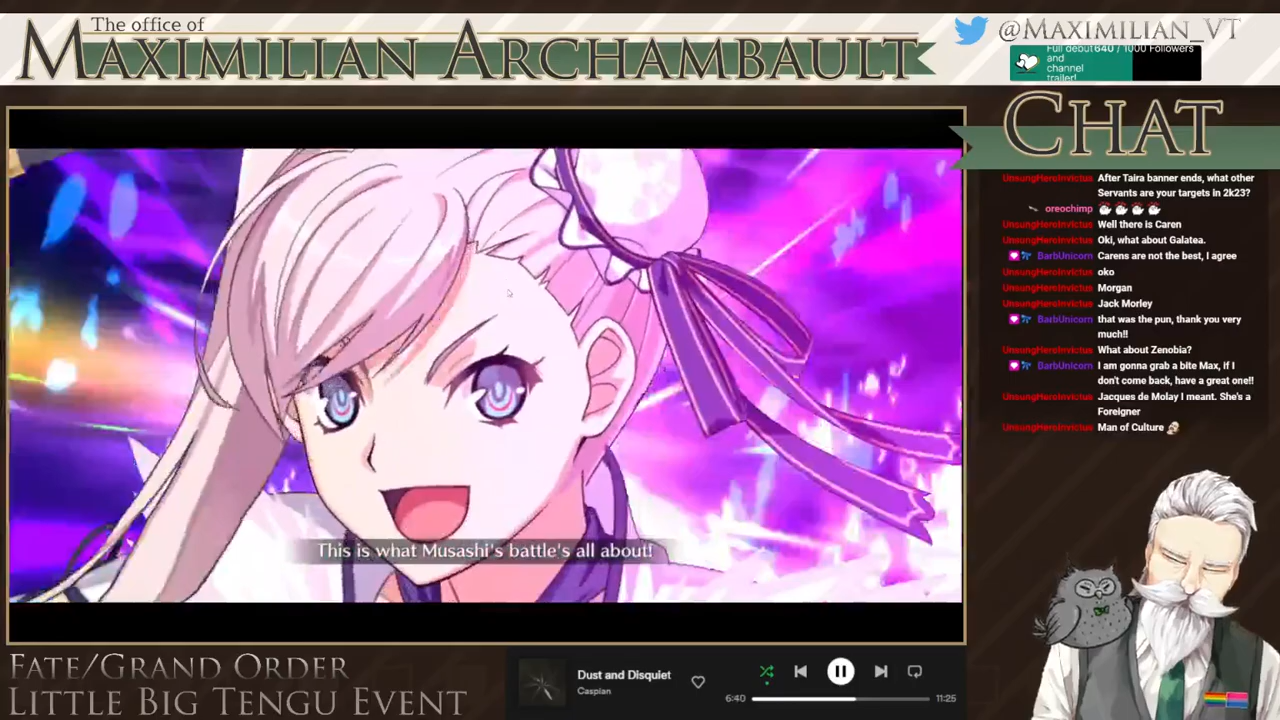 The office of
Maximilian Archambault
@Maximilian_VT
Full debut 640 / 1000 Followers
and
channel
trailer!
Chat
UnsungHeroInvictus After Taira banner ends, what other
Servants are your targets in 2k23?
oreochimp
UnsungHeroInvictus Well there is Caren
UnsungHeroInvictus Oki, what about Galatea.
BarbUnicorn Carens are not the best, I agree
UnsungHeroInvictus oko
UnsungHeroInvictus Morgan
UnsungHeroInvictus Jack Morley
BarbUnicorn that was the pun, thank you very
much!!
UnsungHeroInvictus What about Zenobia?
BarbUnicorn I am gonna grab a bite Max, if I
don't come back, have a great one!!
UnsungHeroInvictus Jacques de Molay I meant. She's a
Foreigner
UnsungHeroInvictus Man of Culture
This is what Musashi's battle's all about!
Fate/Grand Order
Little Big Tengu Event
Dust and Disquiet
Caspian
6:40
11:25